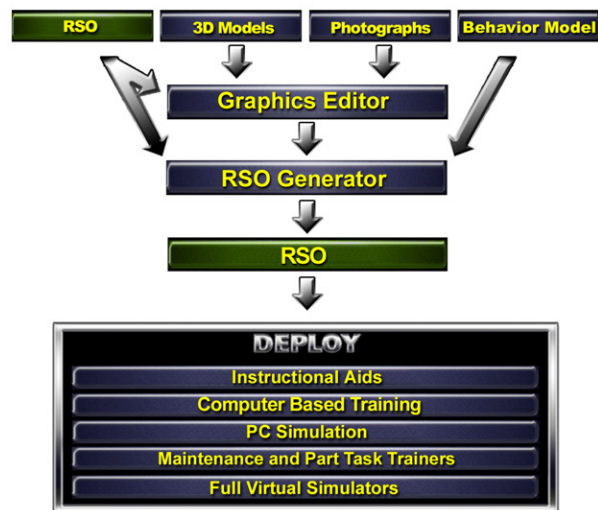 RSO
3D Models
Photographs
Behavior Model
Graphics Editor
RSO Generator
RSO
DEPLOY
Instructional Aids
Computer Based Training
PC Simulation
Maintenance and Part Task Trainers
Full Virtual Simulators